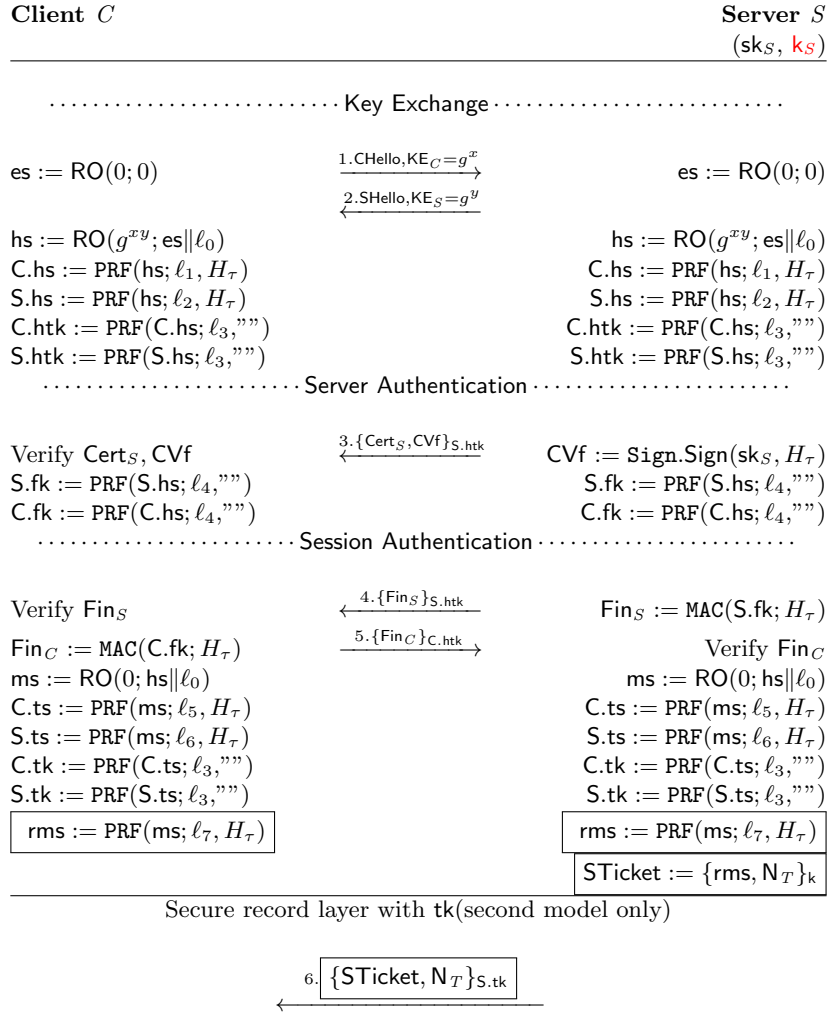 Client C Server S
(sk_S, k_S)
Key Exchange
es := RO(0; 0) 1.CHello,KE_C=g^x es := RO(0; 0)
2.SHello,KE_S=g^y
hs := RO(g^{xy}; es‖ℓ_0) hs := RO(g^{xy}; es‖ℓ_0)
C.hs := PRF(hs; ℓ_1, H_τ) C.hs := PRF(hs; ℓ_1, H_τ)
S.hs := PRF(hs; ℓ_2, H_τ) S.hs := PRF(hs; ℓ_2, H_τ)
C.htk := PRF(C.hs; ℓ_3,””) C.htk := PRF(C.hs; ℓ_3,””)
S.htk := PRF(S.hs; ℓ_3,””) S.htk := PRF(S.hs; ℓ_3,””)
Server Authentication
Verify Cert_S, CVf 3.{Cert_S,CVf}_{S.htk} CVf := Sign.Sign(sk_S, H_τ)
S.fk := PRF(S.hs; ℓ_4,””) S.fk := PRF(S.hs; ℓ_4,””)
C.fk := PRF(C.hs; ℓ_4,””) C.fk := PRF(C.hs; ℓ_4,””)
Session Authentication
Verify Fin_S 4.{Fin_S}_{S.htk} Fin_S := MAC(S.fk; H_τ)
Fin_C := MAC(C.fk; H_τ) 5.{Fin_C}_{C.htk} Verify Fin_C
ms := RO(0; hs‖ℓ_0) ms := RO(0; hs‖ℓ_0)
C.ts := PRF(ms; ℓ_5, H_τ) C.ts := PRF(ms; ℓ_5, H_τ)
S.ts := PRF(ms; ℓ_6, H_τ) S.ts := PRF(ms; ℓ_6, H_τ)
C.tk := PRF(C.ts; ℓ_3,””) C.tk := PRF(C.ts; ℓ_3,””)
S.tk := PRF(S.ts; ℓ_3,””) S.tk := PRF(S.ts; ℓ_3,””)
rms := PRF(ms; ℓ_7, H_τ) rms := PRF(ms; ℓ_7, H_τ)
STicket := {rms, N_T}_k
Secure record layer with tk(second model only)
6. {STicket, N_T}_{S.tk}